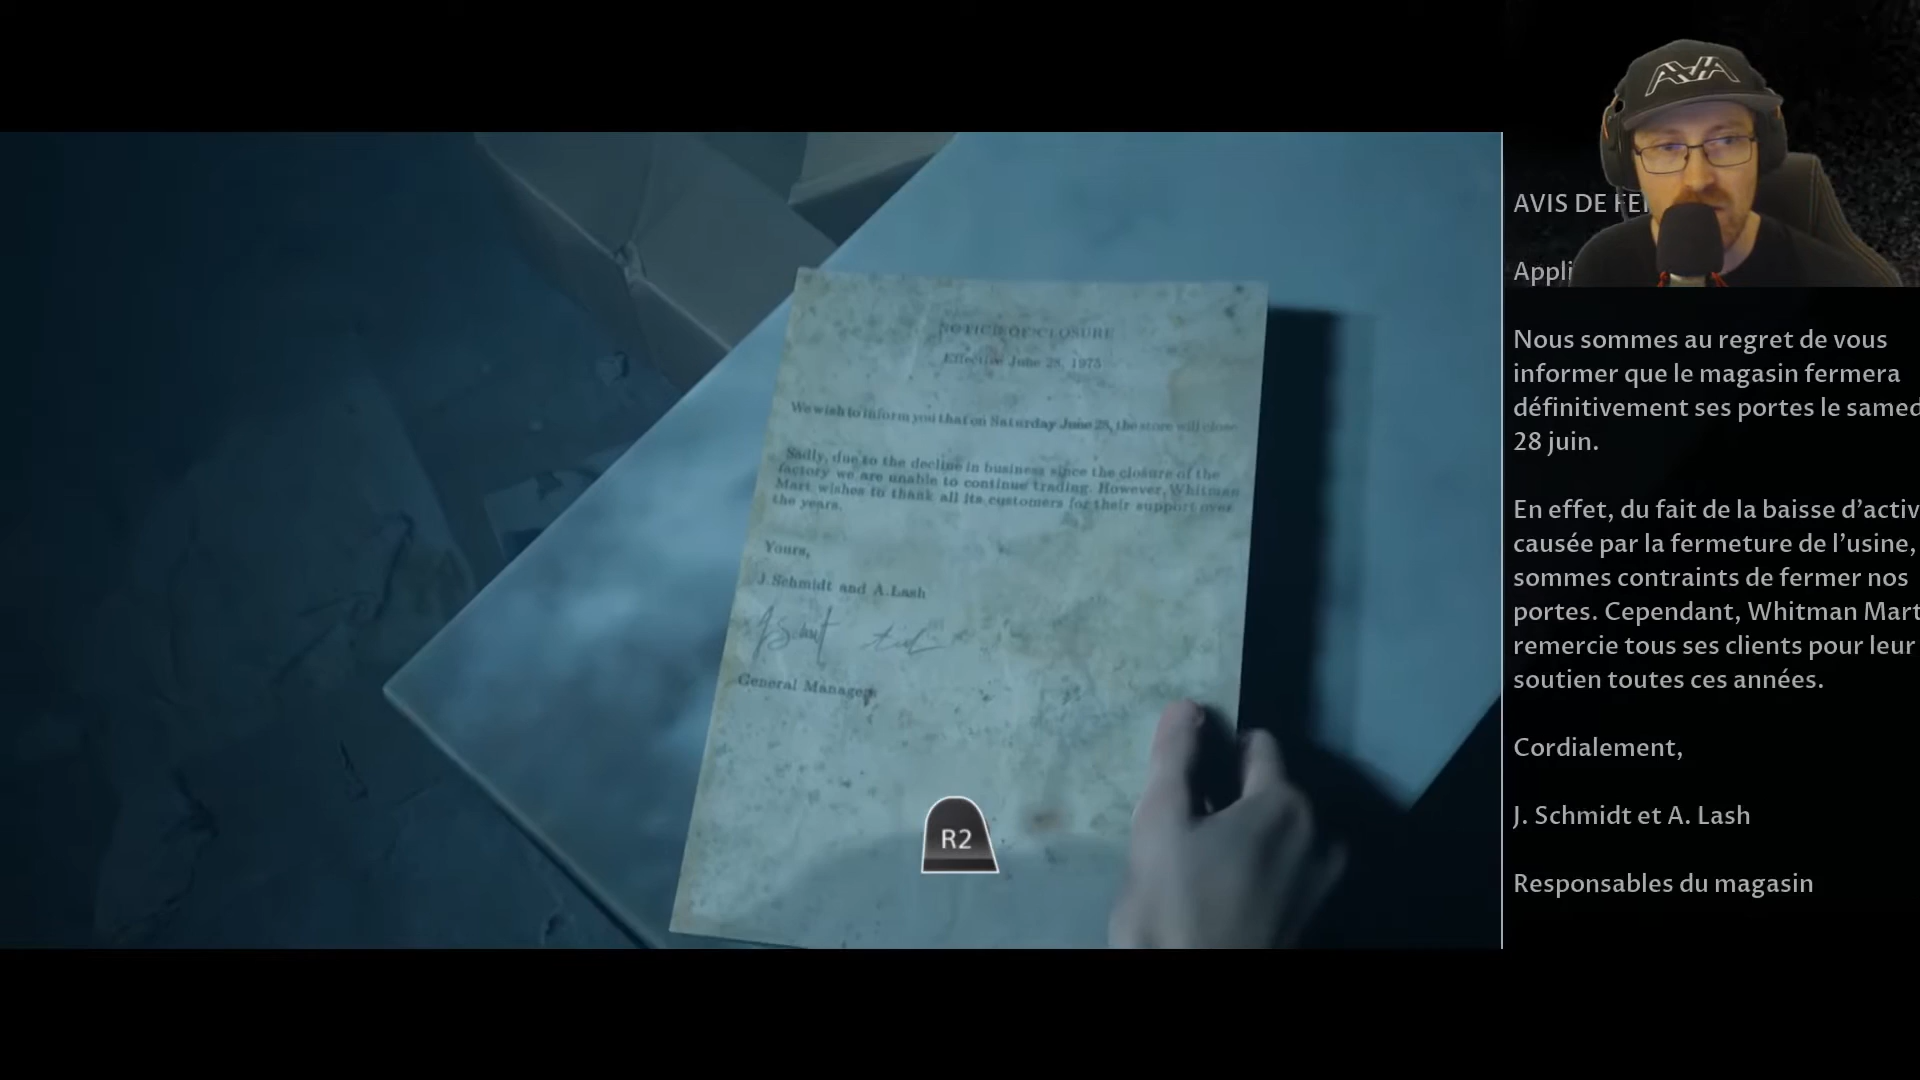 NOTICE OF CLOSURE
Effective June 28, 1975
We wish to inform you that on Saturday June 28, the store will close
Sadly, due to the decline in business since the closure of the
factory we are unable to continue trading. However, Whitman
Mart wishes to thank all its customers for their support over
the years.
Yours,
J.Schmidt and A.Lash
General Managers
R2
AVA
AVIS DE
Appli
Nous sommes au regret de vous
informer que le magasin fermera
définitivement ses portes le samed
28 juin.
En effet, du fait de la baisse d'activ
causée par la fermeture de l'usine,
sommes contraints de fermer nos
portes. Cependant, Whitman Mart
remercie tous ses clients pour leur
soutien toutes ces années.
Cordialement,
J. Schmidt et A. Lash
Responsables du magasin